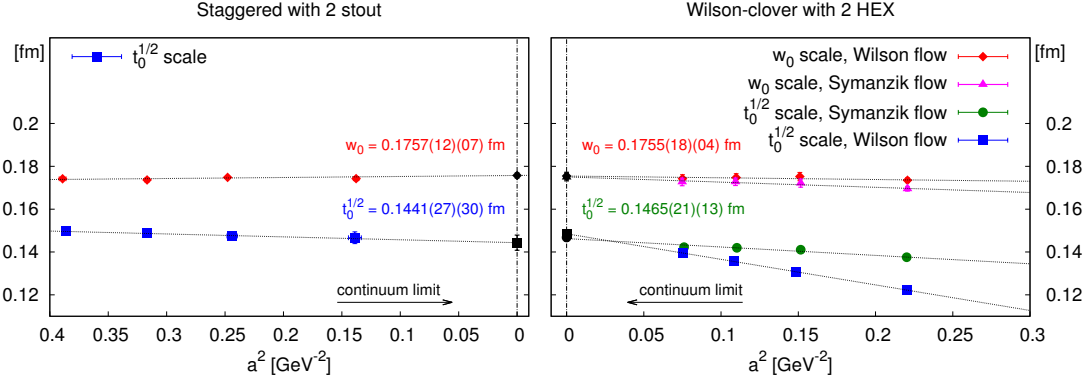 Staggered with 2 stout
[fm]
t₀^1/2 scale
0.2
0.18
0.16
0.14
0.12
w₀ = 0.1757(12)(07) fm
t₀^1/2 = 0.1441(27)(30) fm
continuum limit
0.4 0.35 0.3 0.25 0.2 0.15 0.1 0.05 0
a² [GeV⁻²]
Wilson-clover with 2 HEX
[fm]
w₀ scale, Wilson flow
w₀ scale, Symanzik flow
t₀^1/2 scale, Symanzik flow
t₀^1/2 scale, Wilson flow
w₀ = 0.1755(18)(04) fm
t₀^1/2 = 0.1465(21)(13) fm
continuum limit
0.2
0.18
0.16
0.14
0.12
0 0.05 0.1 0.15 0.2 0.25 0.3
a² [GeV⁻²]